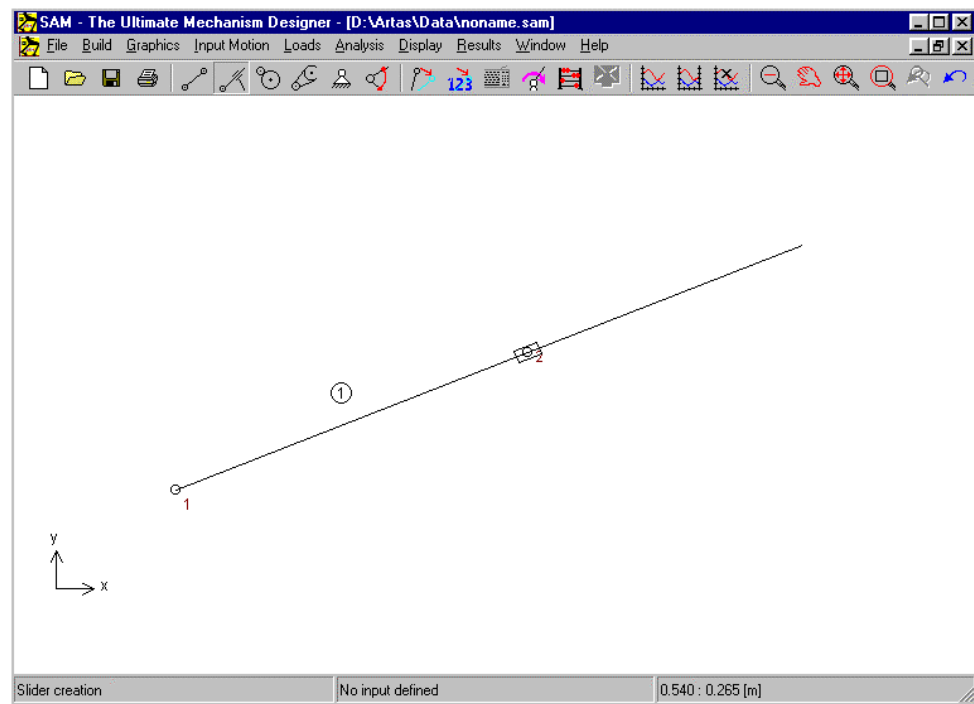 SAM - The Ultimate Mechanism Designer - [D:\Artas\Data\noname.sam]
File Build Graphics Input Motion Loads Analysis Display Results Window Help
123
2
1
1
y
x
Slider creation No input defined 0.540 : 0.265 [m]